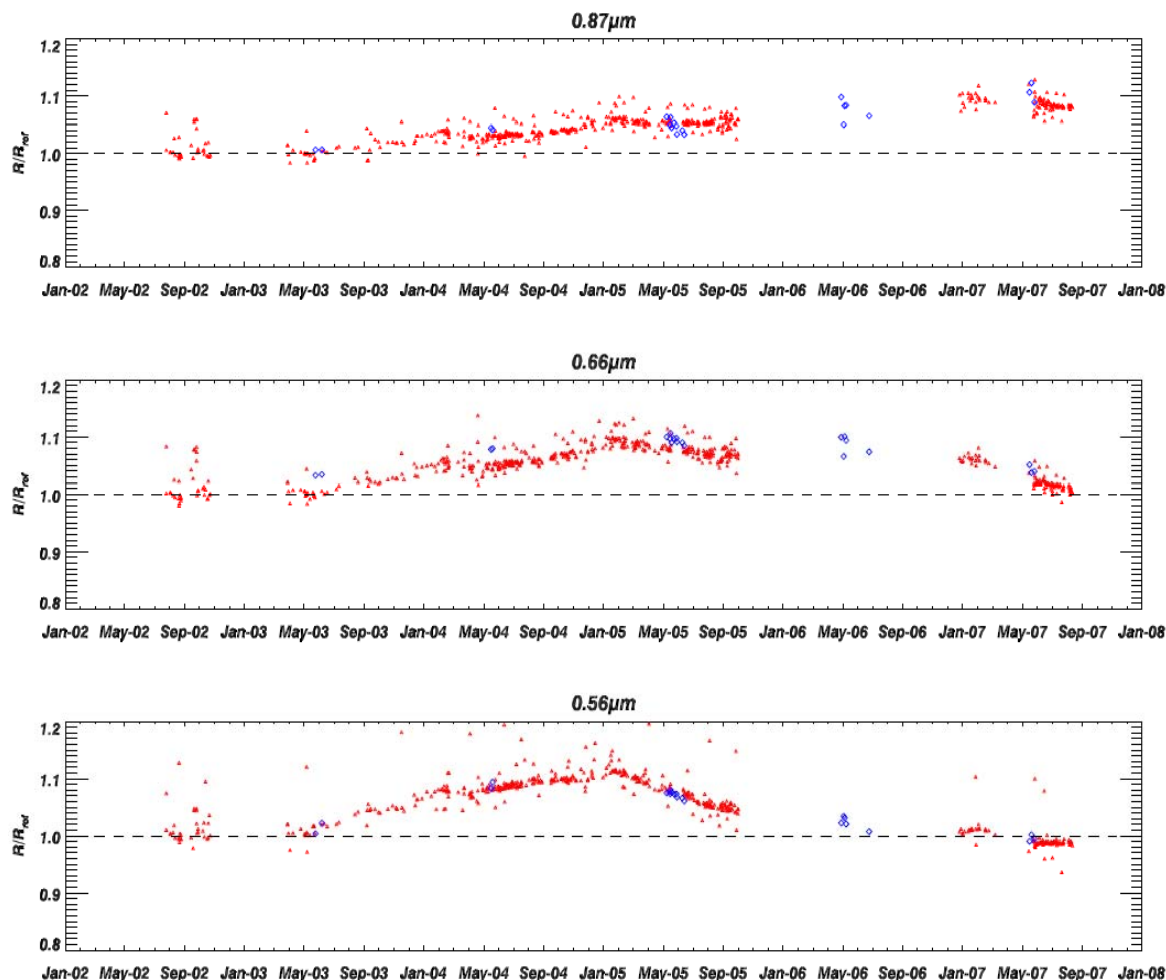 0.87μm
1.2
1.1
1.0
0.9
0.8
R/Rref
Jan-02 May-02 Sep-02 Jan-03 May-03 Sep-03 Jan-04 May-04 Sep-04 Jan-05 May-05 Sep-05 Jan-06 May-06 Sep-06 Jan-07 May-07 Sep-07 Jan-08
0.66μm
1.2
1.1
1.0
0.9
0.8
R/Rref
Jan-02 May-02 Sep-02 Jan-03 May-03 Sep-03 Jan-04 May-04 Sep-04 Jan-05 May-05 Sep-05 Jan-06 May-06 Sep-06 Jan-07 May-07 Sep-07 Jan-08
0.56μm
1.2
1.1
1.0
0.9
0.8
R/Rref
Jan-02 May-02 Sep-02 Jan-03 May-03 Sep-03 Jan-04 May-04 Sep-04 Jan-05 May-05 Sep-05 Jan-06 May-06 Sep-06 Jan-07 May-07 Sep-07 Jan-08